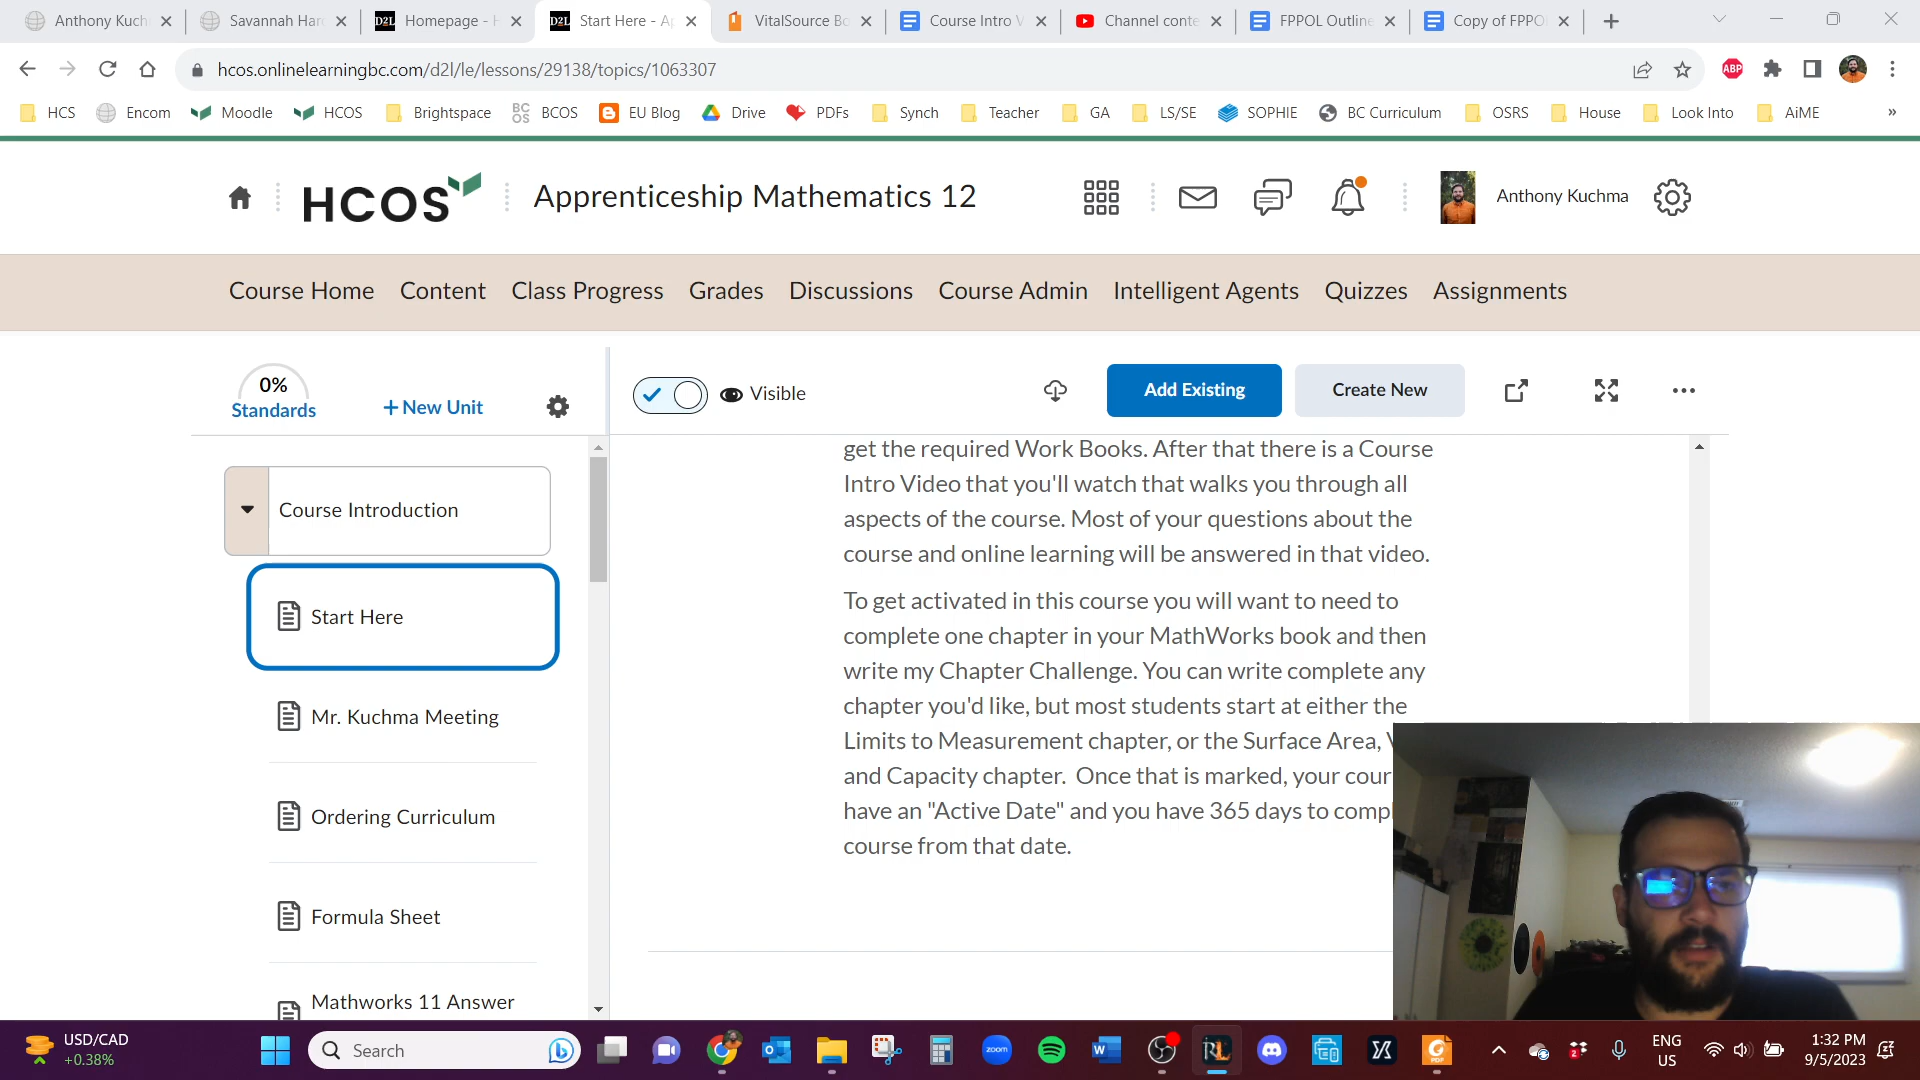 Anthony Kuch
Savannah Har
D2L Homepage - H
D2L Start Here - A
VitalSource Bo
Course Intro V
Channel conte
FPPOL Outline
Copy of FPPO
hcos.onlinelearningbc.com/d2l/le/lessons/29138/topics/1063307
ABP
HCS
Encom
Moodle
HCOS
Brightspace
BC OS BCOS
EU Blog
Drive
PDFs
Synch
Teacher
GA
LS/SE
SOPHIE
BC Curriculum
OSRS
House
Look Into
AiME
»
HCOS
Apprenticeship Mathematics 12
Anthony Kuchma
Course Home
Content
Class Progress
Grades
Discussions
Course Admin
Intelligent Agents
Quizzes
Assignments
0%
Standards
+ New Unit
Visible
Add Existing
Create New
Course Introduction
Start Here
Mr. Kuchma Meeting
Ordering Curriculum
Formula Sheet
Mathworks 11 Answer
get the required Work Books. After that there is a Course
Intro Video that you'll watch that walks you through all
aspects of the course. Most of your questions about the
course and online learning will be answered in that video.
To get activated in this course you will want to need to
complete one chapter in your MathWorks book and then
write my Chapter Challenge. You can write complete any
chapter you'd like, but most students start at either the
Limits to Measurement chapter, or the Surface Area,
and Capacity chapter. Once that is marked, your cour
have an "Active Date" and you have 365 days to compl
course from that date.
USD/CAD
+0.38%
Search
zoom
W
RL
PDF
2
ENG
US
1:32 PM
9/5/2023